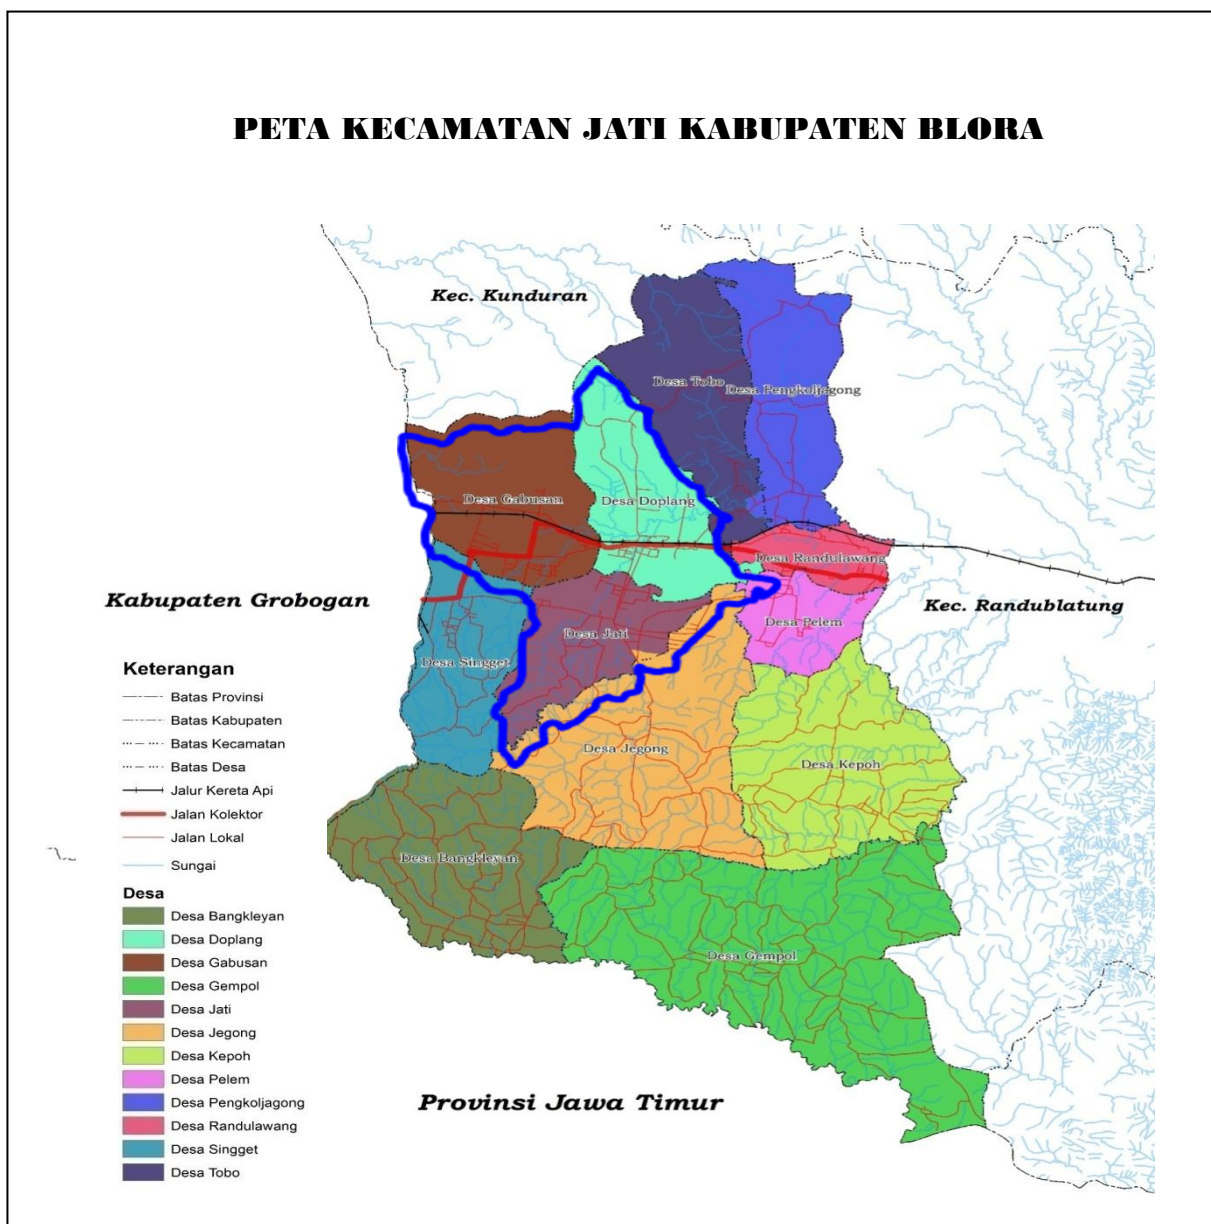 PETA KECAMATAN JATI KABUPATEN BLORA
Kec. Kunduran
Desa Tobo
Desa Pengkoljagong
Desa Gabusan
Desa Doplang
Desa Randulawang
Kabupaten Grobogan
Kec. Randublatung
Desa Pelem
Desa Jati
Desa Singget
Desa Jegong
Desa Kepoh
Desa Bangkleyan
Desa Gempol
Provinsi Jawa Timur
Keterangan
Batas Provinsi
Batas Kabupaten
Batas Kecamatan
Batas Desa
Jalur Kereta Api
Jalan Kolektor
Jalan Lokal
Sungai
Desa
Desa Bangkleyan
Desa Doplang
Desa Gabusan
Desa Gempol
Desa Jati
Desa Jegong
Desa Kepoh
Desa Pelem
Desa Pengkoljagong
Desa Randulawang
Desa Singget
Desa Tobo